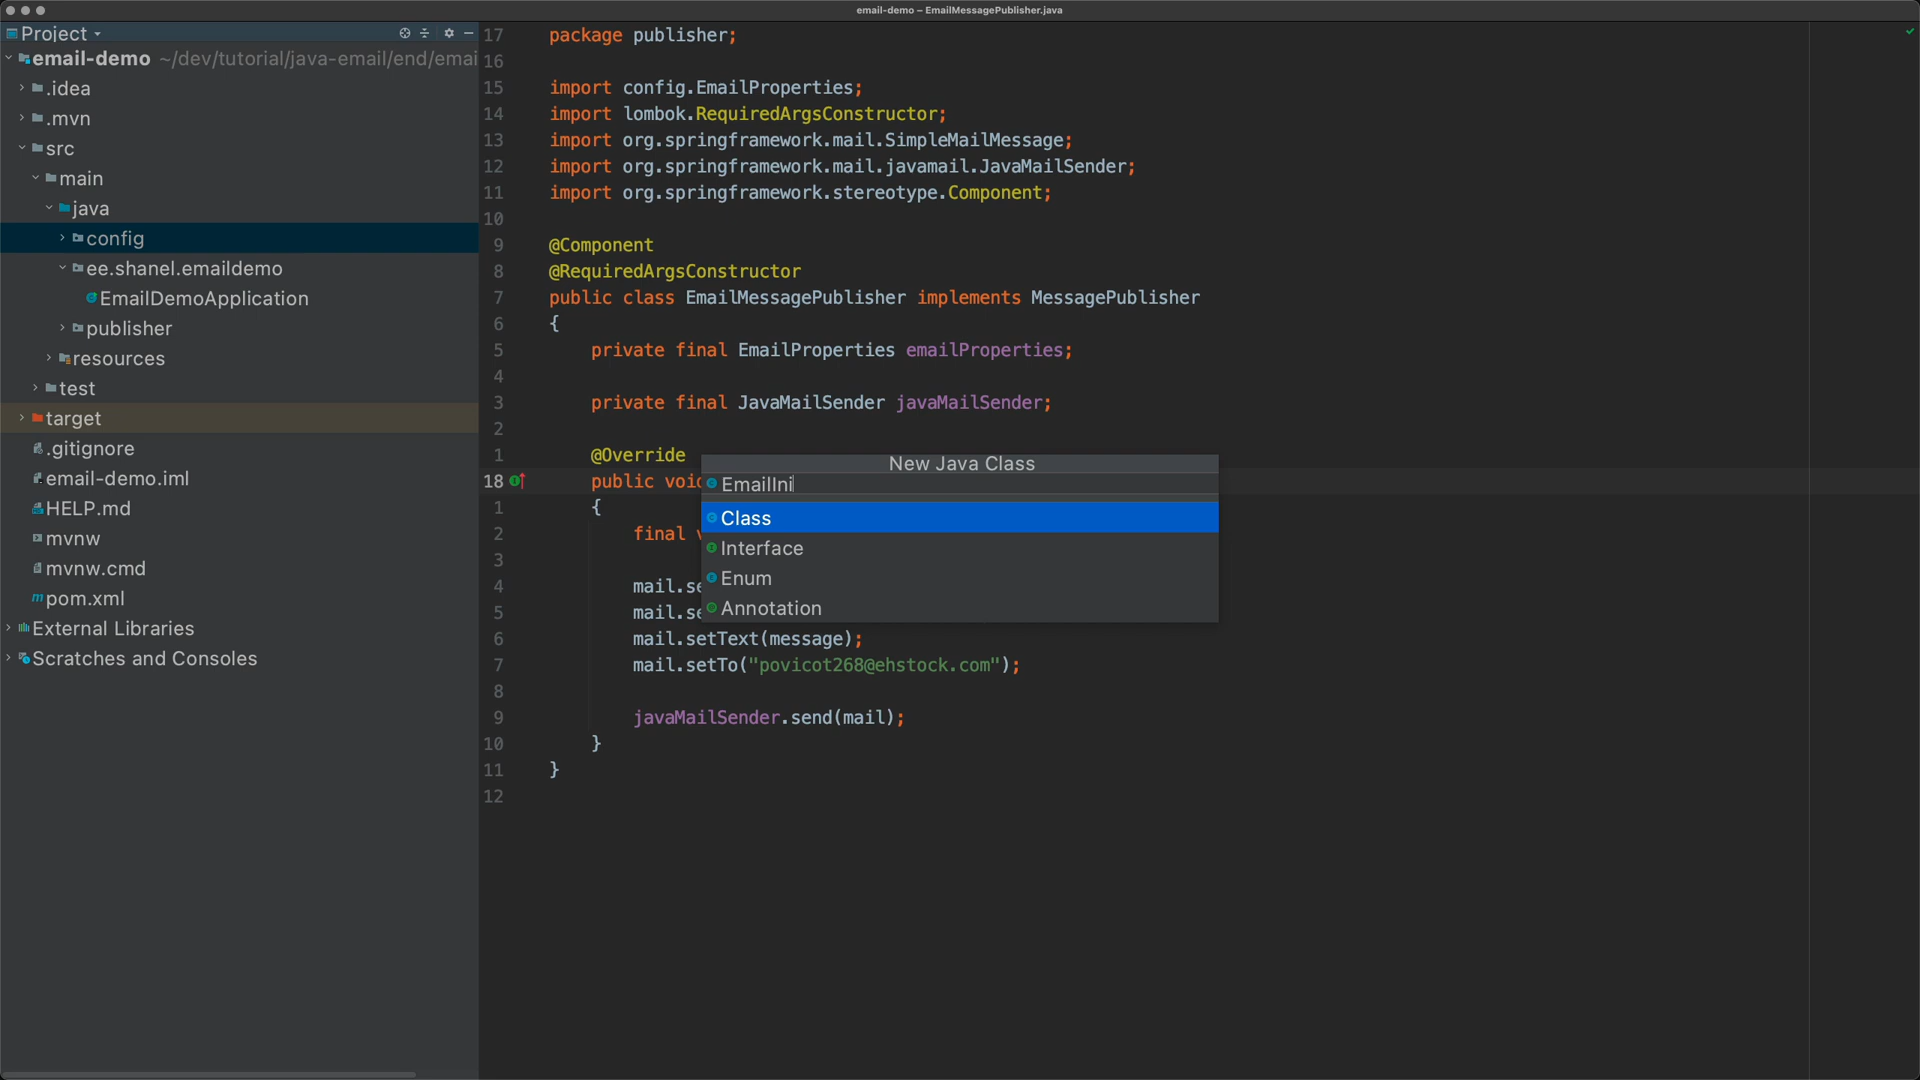 email-demo – EmailMessagePublisher.java
Project
email-demo ~/dev/tutorial/java-email/end/emai
.idea
.mvn
src
main
java
config
ee.shanel.emaildemo
EmailDemoApplication
publisher
resources
test
target
.gitignore
email-demo.iml
HELP.md
mvnw
mvnw.cmd
pom.xml
External Libraries
Scratches and Consoles
17 package publisher;
16
15 import config.EmailProperties;
14 import lombok.RequiredArgsConstructor;
13 import org.springframework.mail.SimpleMailMessage;
12 import org.springframework.mail.javamail.JavaMailSender;
11 import org.springframework.stereotype.Component;
10
9 @Component
8 @RequiredArgsConstructor
7 public class EmailMessagePublisher implements MessagePublisher
6 {
5 private final EmailProperties emailProperties;
4
3 private final JavaMailSender javaMailSender;
2
1 @Override
18 public void
1 {
2 final v
3
4 mail.se
5 mail.se
6 mail.setText(message);
7 mail.setTo("povicot268@ehstock.com");
8
9 javaMailSender.send(mail);
10 }
11 }
12
New Java Class
EmailIni
Class
Interface
Enum
Annotation